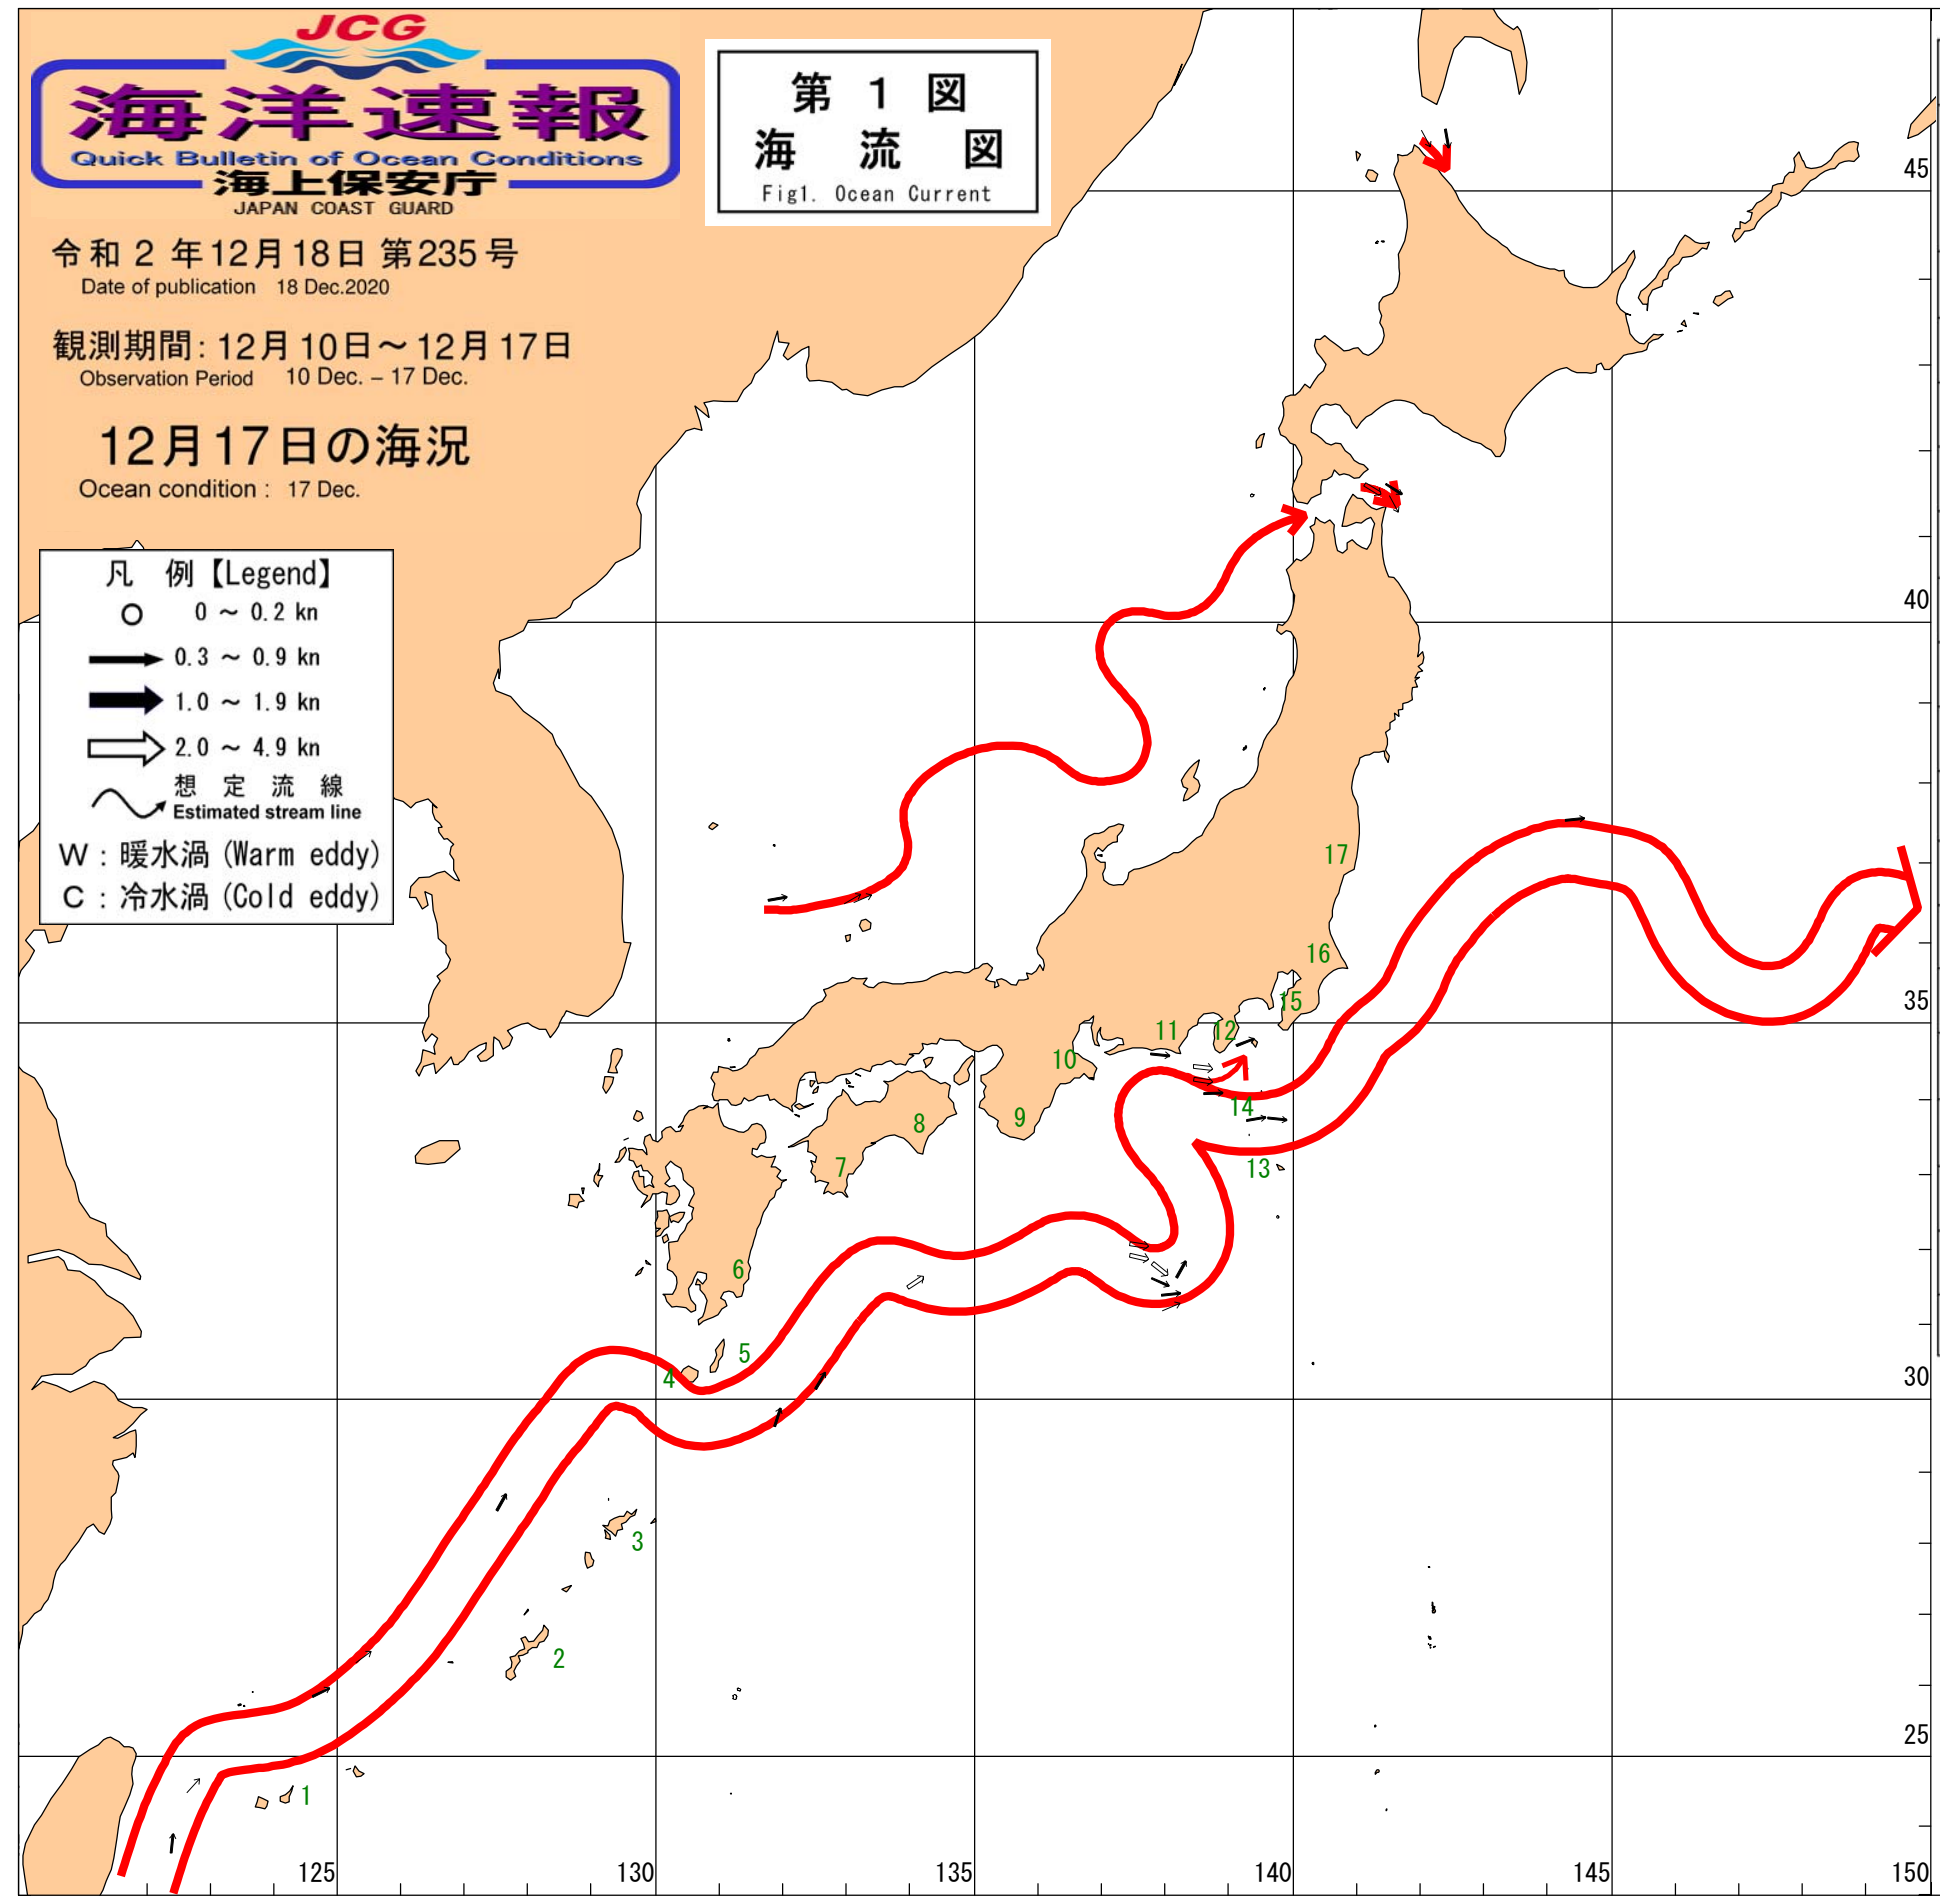 JCG
海洋速報
Quick Bulletin of Ocean Conditions
海上保安庁
JAPAN COAST GUARD
第 1 図
海 流 図
Fig1. Ocean Current
令和 2 年12月18日 第235号
Date of publication 18 Dec.2020
観測期間: 12月10日～12月17日
Observation Period 10 Dec. – 17 Dec.
12月17日の海況
Ocean condition : 17 Dec.
凡 例【Legend】
0 ～ 0.2 kn
0.3 ～ 0.9 kn
1.0 ～ 1.9 kn
2.0 ～ 4.9 kn
想 定 流 線
Estimated stream line
W : 暖水渦 (Warm eddy)
C : 冷水渦 (Cold eddy)
45
40
17
16
35
15
11
12
10
14
9
8
7
13
6
5
4
30
3
2
25
1
125
130
135
140
145
150